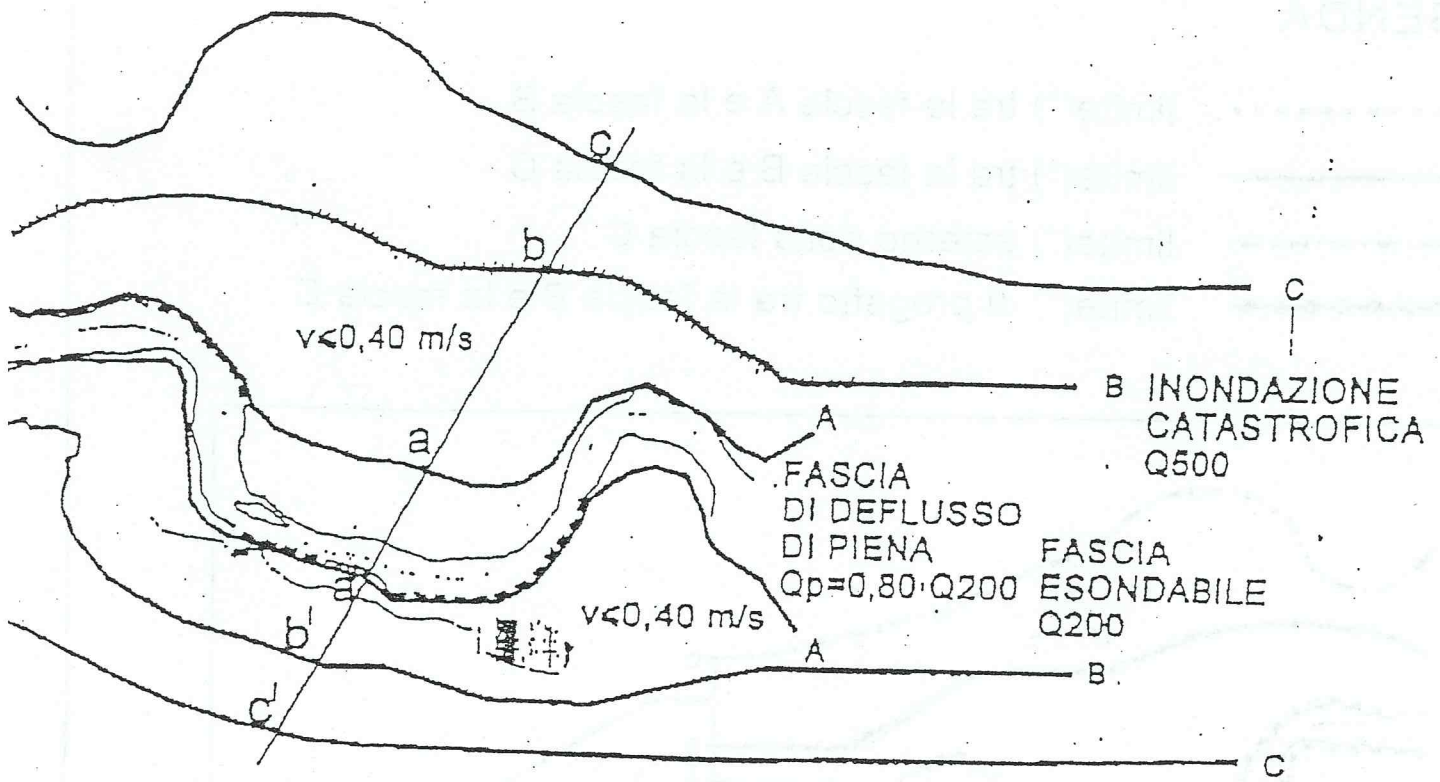 c
b
v⩽0,40 m/s
C
B
INONDAZIONE
CATASTROFICA
Q500
A
a
FASCIA
DI DEFLUSSO
DI PIENA
Qp=0,80·Q200
FASCIA
ESONDABILE
Q200
a'
v⩽0,40 m/s
b'
A
B
c'
C